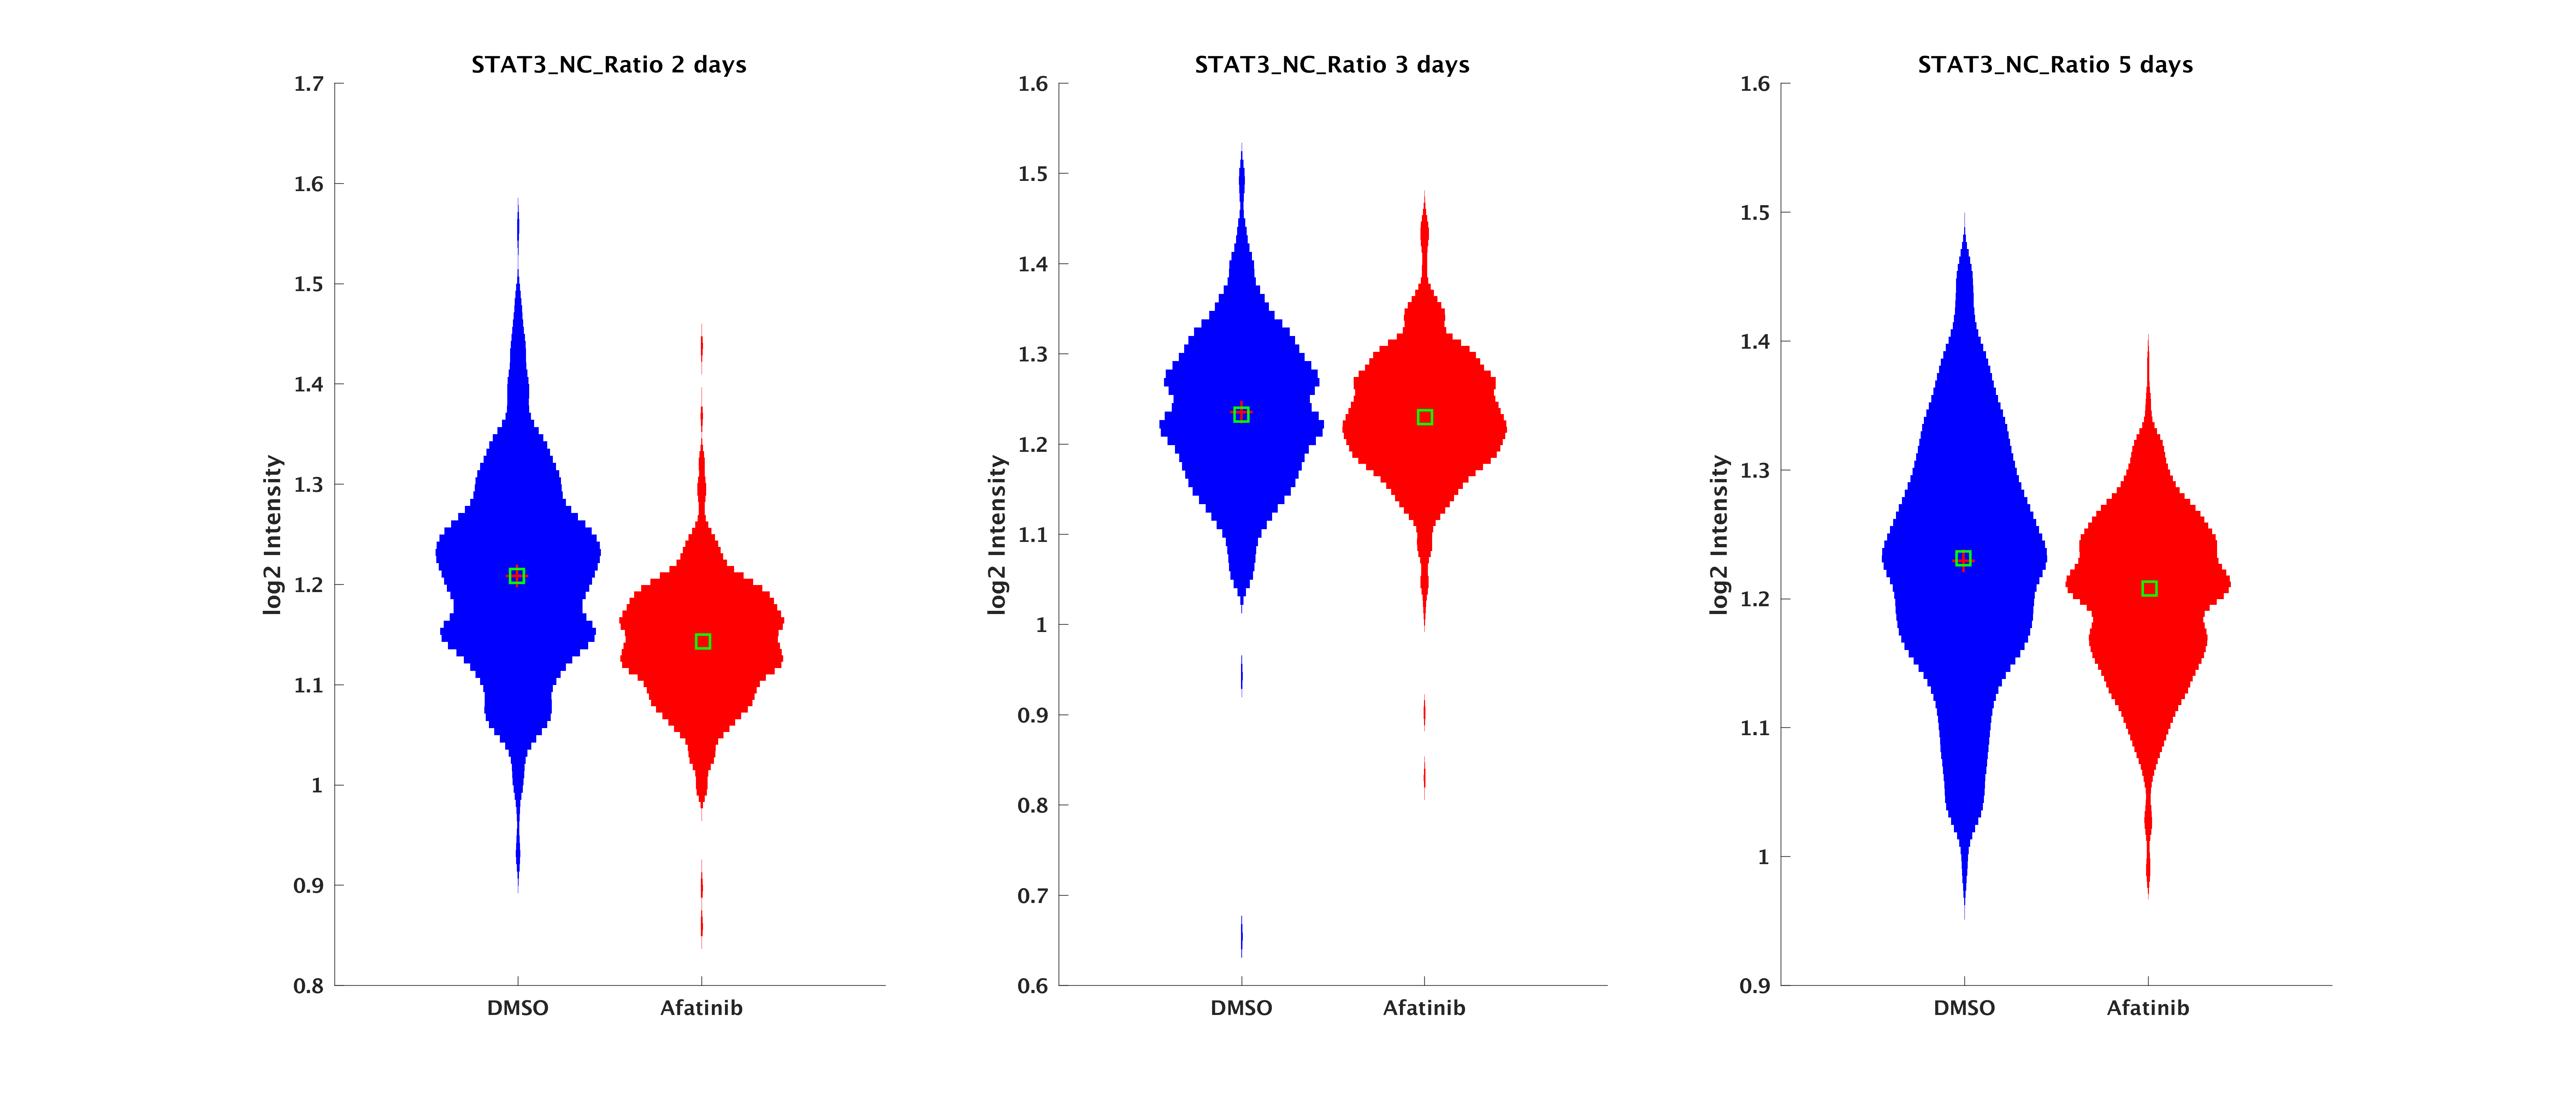 STAT3_NC_Ratio 2 days
1.7
1.6
1.5
1.4
1.3
1.2
1.1
1
0.9
0.8
log2 Intensity
DMSO
Afatinib
STAT3_NC_Ratio 3 days
1.6
1.5
1.4
1.3
1.2
1.1
1
0.9
0.8
0.7
0.6
log2 Intensity
DMSO
Afatinib
STAT3_NC_Ratio 5 days
1.6
1.5
1.4
1.3
1.2
1.1
1
0.9
log2 Intensity
DMSO
Afatinib